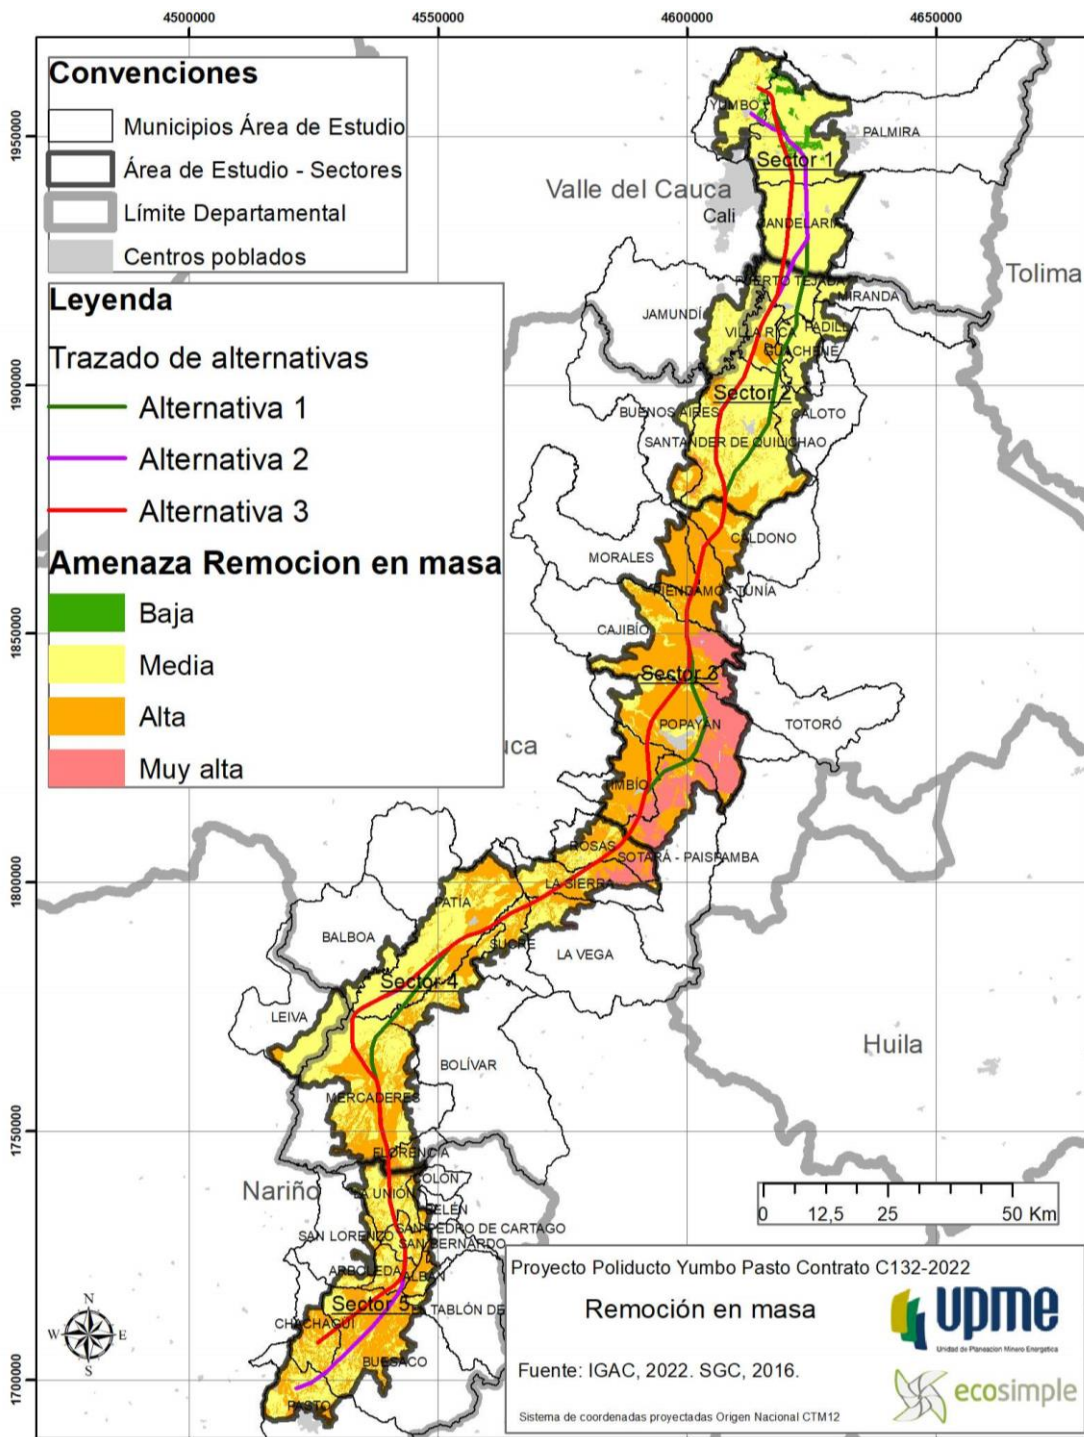 4500000
4550000
4600000
4650000
Convenciones
Municipios Área de Estudio
Área de Estudio - Sectores
Límite Departamental
Centros poblados
Leyenda
Trazado de alternativas
Alternativa 1
Alternativa 2
Alternativa 3
Amenaza Remocion en masa
Baja
Media
Alta
Muy alta
1950000
1900000
1850000
1800000
1750000
1700000
YUMBO
PALMIRA
Sector 1
Valle del Cauca
Cali
CANDELARIA
Tolima
PUERTO TEJADA
MIRANDA
JAMUNDÍ
PADILLA
VILLA RICA
GUACHENÉ
Sector 2
BUENOS AIRES
CALOTO
SANTANDER DE QUILICHAO
CALDONO
MORALES
PIENDAMÓ - TUNÍA
CAJIBÍO
Sector 3
POPAYÁN
TOTORÓ
uca
TIMBÍO
ROSAS
SOTARÁ - PAISPAMBA
LA SIERRA
PATÍA
BALBOA
SUCRE
LA VEGA
Sector 4
LEIVA
Huila
BOLÍVAR
MERCADERES
FLORENCIA
Nariño
COLÓN
LA UNIÓN
BELÉN
SAN PEDRO DE CARTAGO
SAN LORENZO
SAN BERNARDO
ARBOLEDA
ALBÁN
Sector 5
LA TABLÓN DE
CHACHAGÜÍ
BUESACO
PASTO
0 12,5 25 50 Km
N
W E
S
Proyecto Poliducto Yumbo Pasto Contrato C132-2022
Remoción en masa
upme
Unidad de Planeación Minero Energética
Fuente: IGAC, 2022. SGC, 2016.
ecosimple
Sistema de coordenadas proyectadas Origen Nacional CTM12